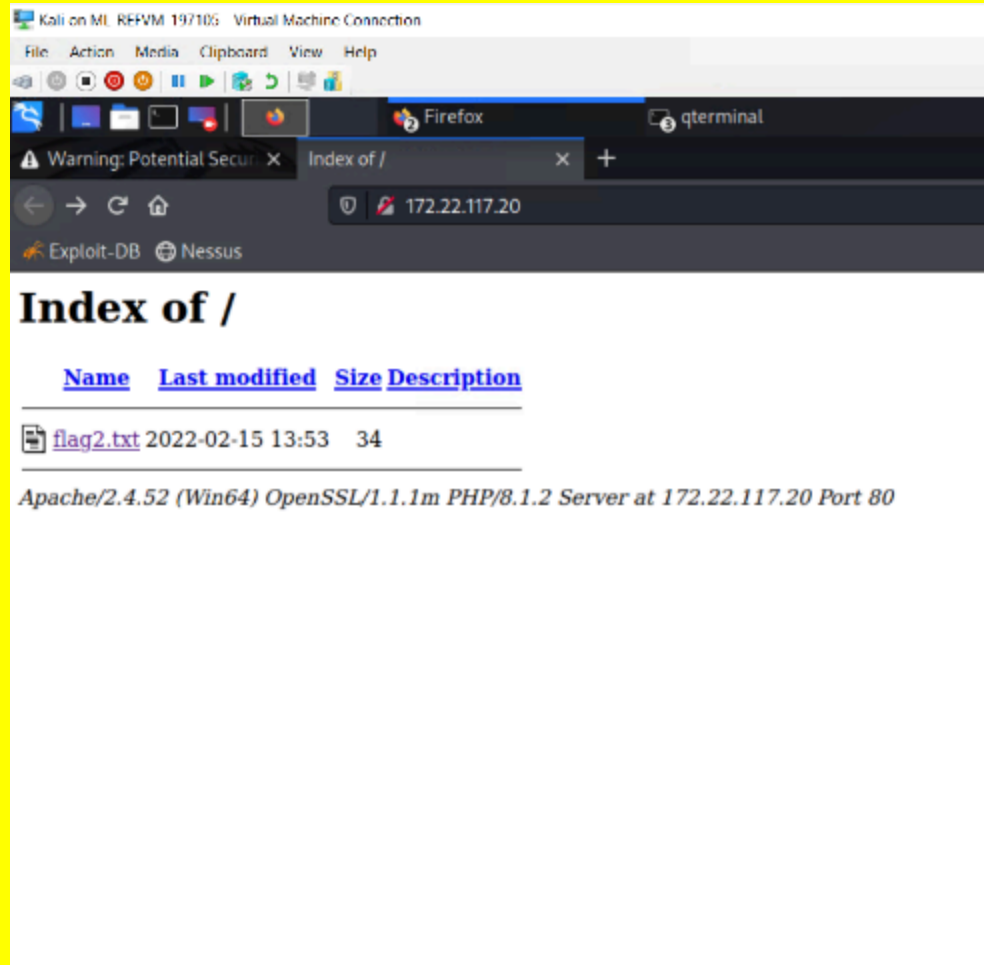 Kali on ML-REFVM-197105 - Virtual Machine Connection
File Action Media Clipboard View Help
Firefox
2
qterminal
3
Warning: Potential Secur
Index of /
172.22.117.20
Exploit-DB Nessus
Index of /
Name Last modified Size Description
flag2.txt 2022-02-15 13:53 34
Apache/2.4.52 (Win64) OpenSSL/1.1.1m PHP/8.1.2 Server at 172.22.117.20 Port 80